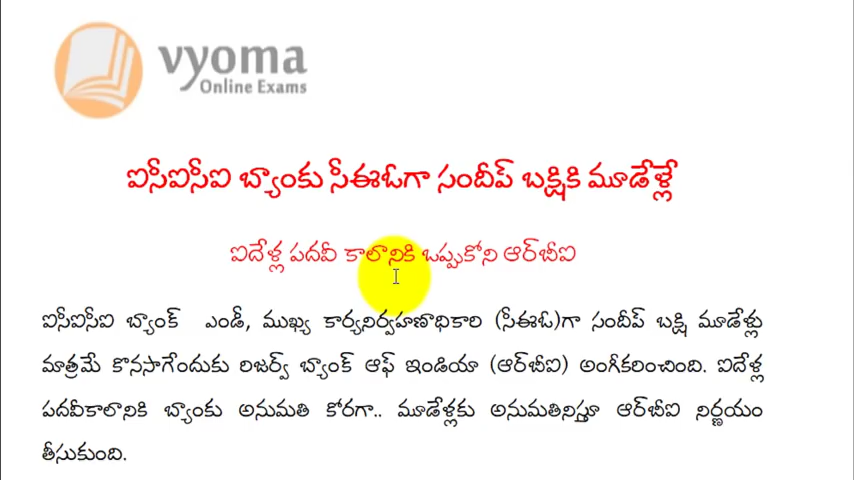 vyoma
Online Exams
ఐసీఐసీఐ బ్యాంకు సీఈఓగా సందీప్ బక్షికి మూడేళ్లే
ఐదేళ్ల పదవీ కాలానికి ఒప్పుకోని ఆర్‌బీఐ
ఐసీఐసీఐ బ్యాంక్ ఎండీ, ముఖ్య కార్యనిర్వహణాధికారి (సీఈఓ)గా సందీప్ బక్షి మూడేళ్లు
మాత్రమే కొనసాగేందుకు రిజర్వ్ బ్యాంక్ ఆఫ్ ఇండియా (ఆర్‌బీఐ) అంగీకరించింది. ఐదేళ్ల
పదవీకాలానికి బ్యాంకు అనుమతి కోరగా.. మూడేళ్లకు అనుమతినిస్తూ ఆర్‌బీఐ నిర్ణయం
తీసుకుంది.